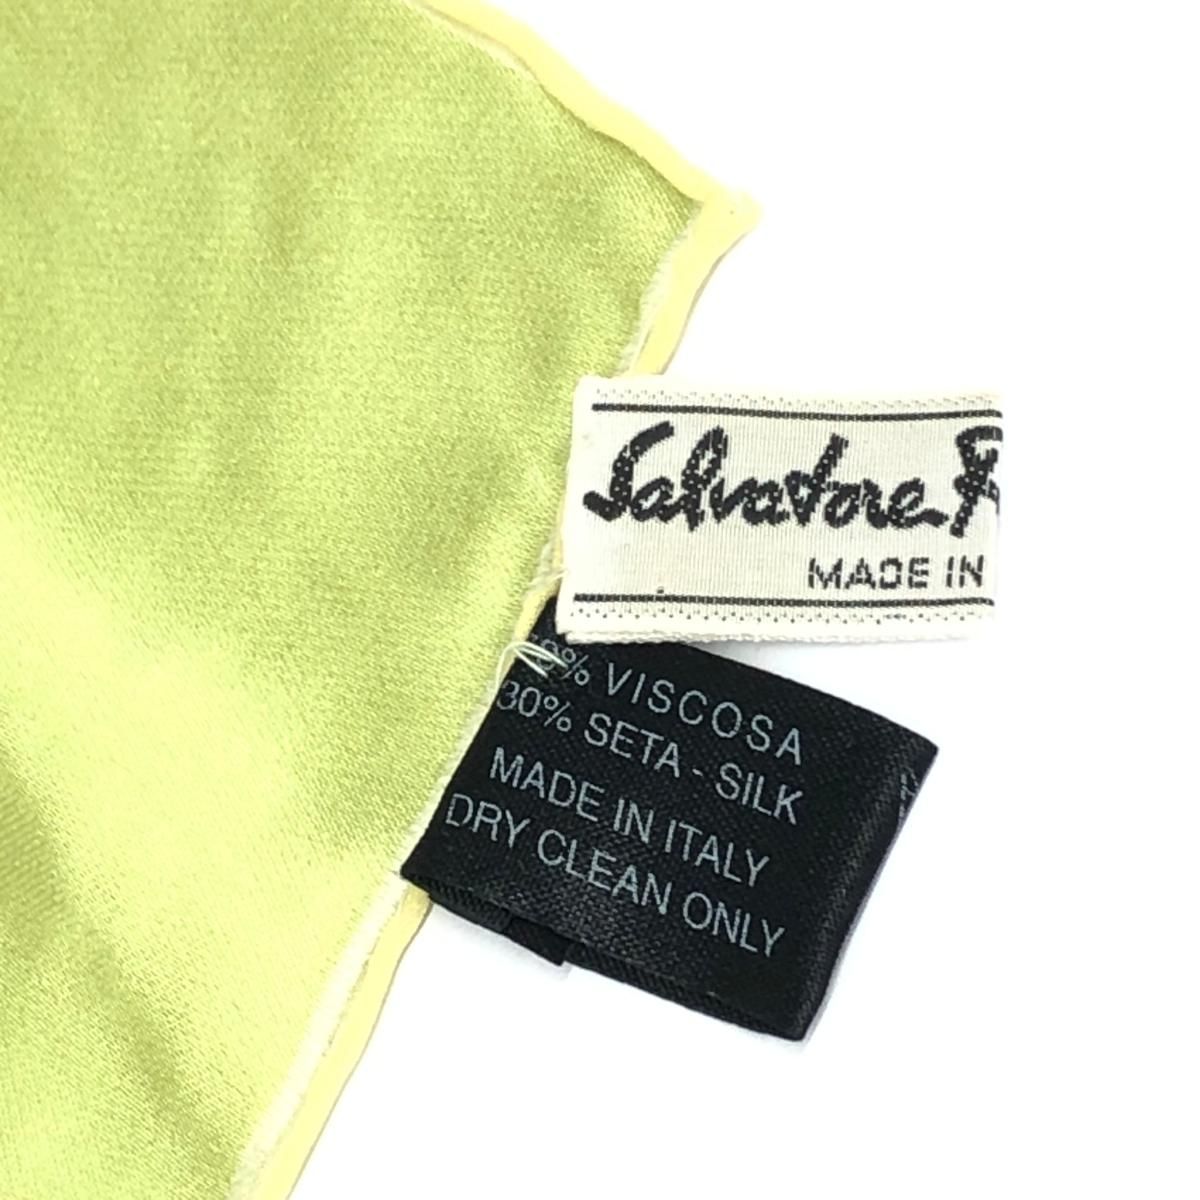 Salvatore
MADE IN
VISCOSA
30% SETA - SILK
MADE IN ITALY
DRY CLEAN ONLY